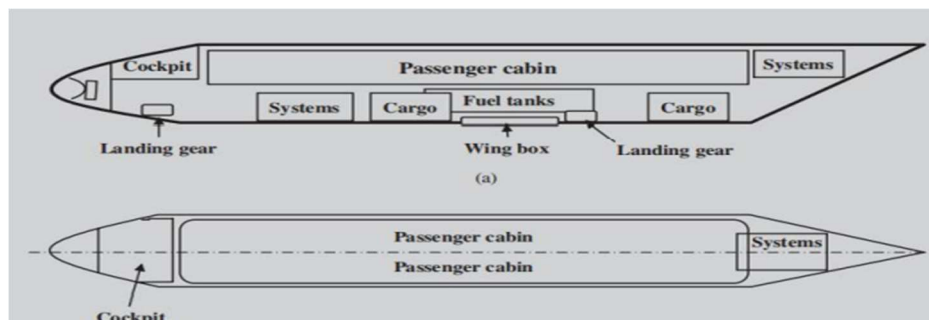 Cockpit
Passenger cabin
Systems
Systems
Cargo
Fuel tanks
Cargo
Landing gear
Wing box
Landing gear
(a)
Passenger cabin
Systems
Passenger cabin
Cockpit